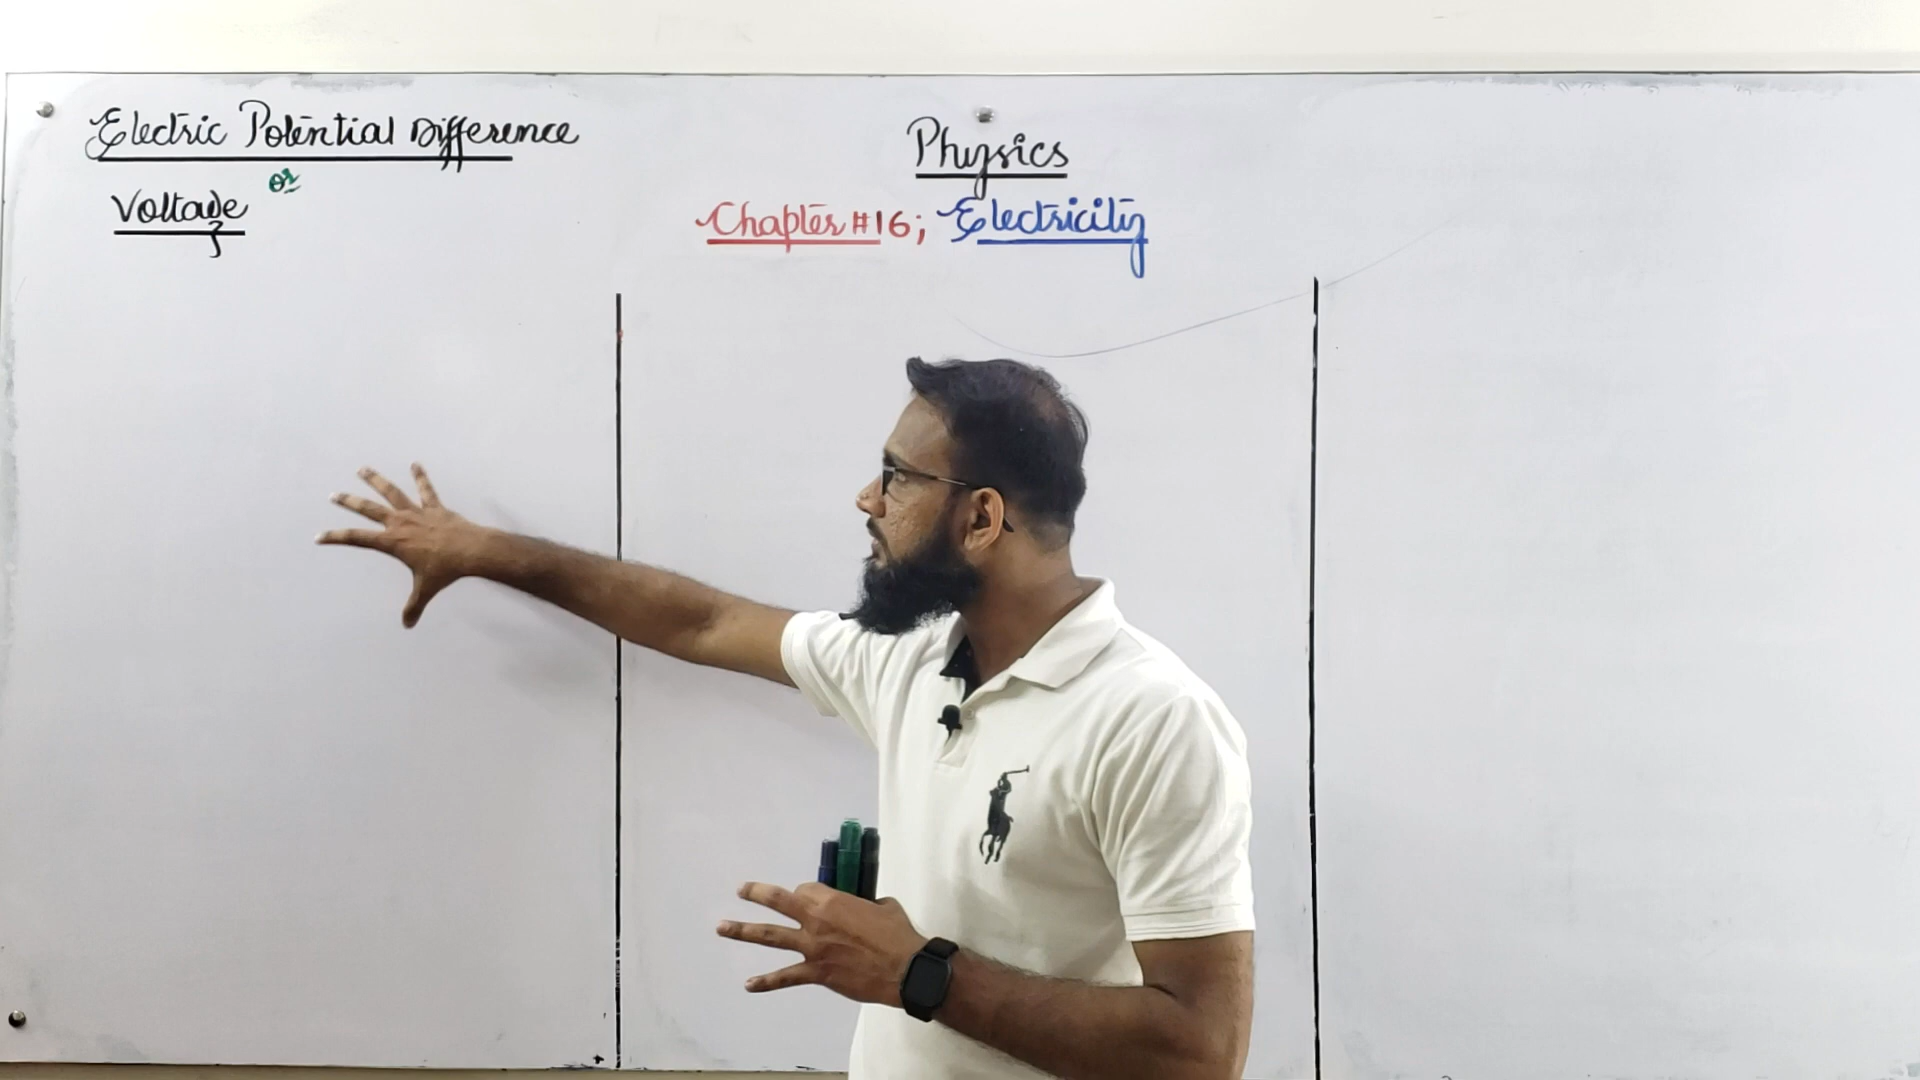 Electric Potential Difference
or
Voltage
Physics
Chapter #16; Electricity